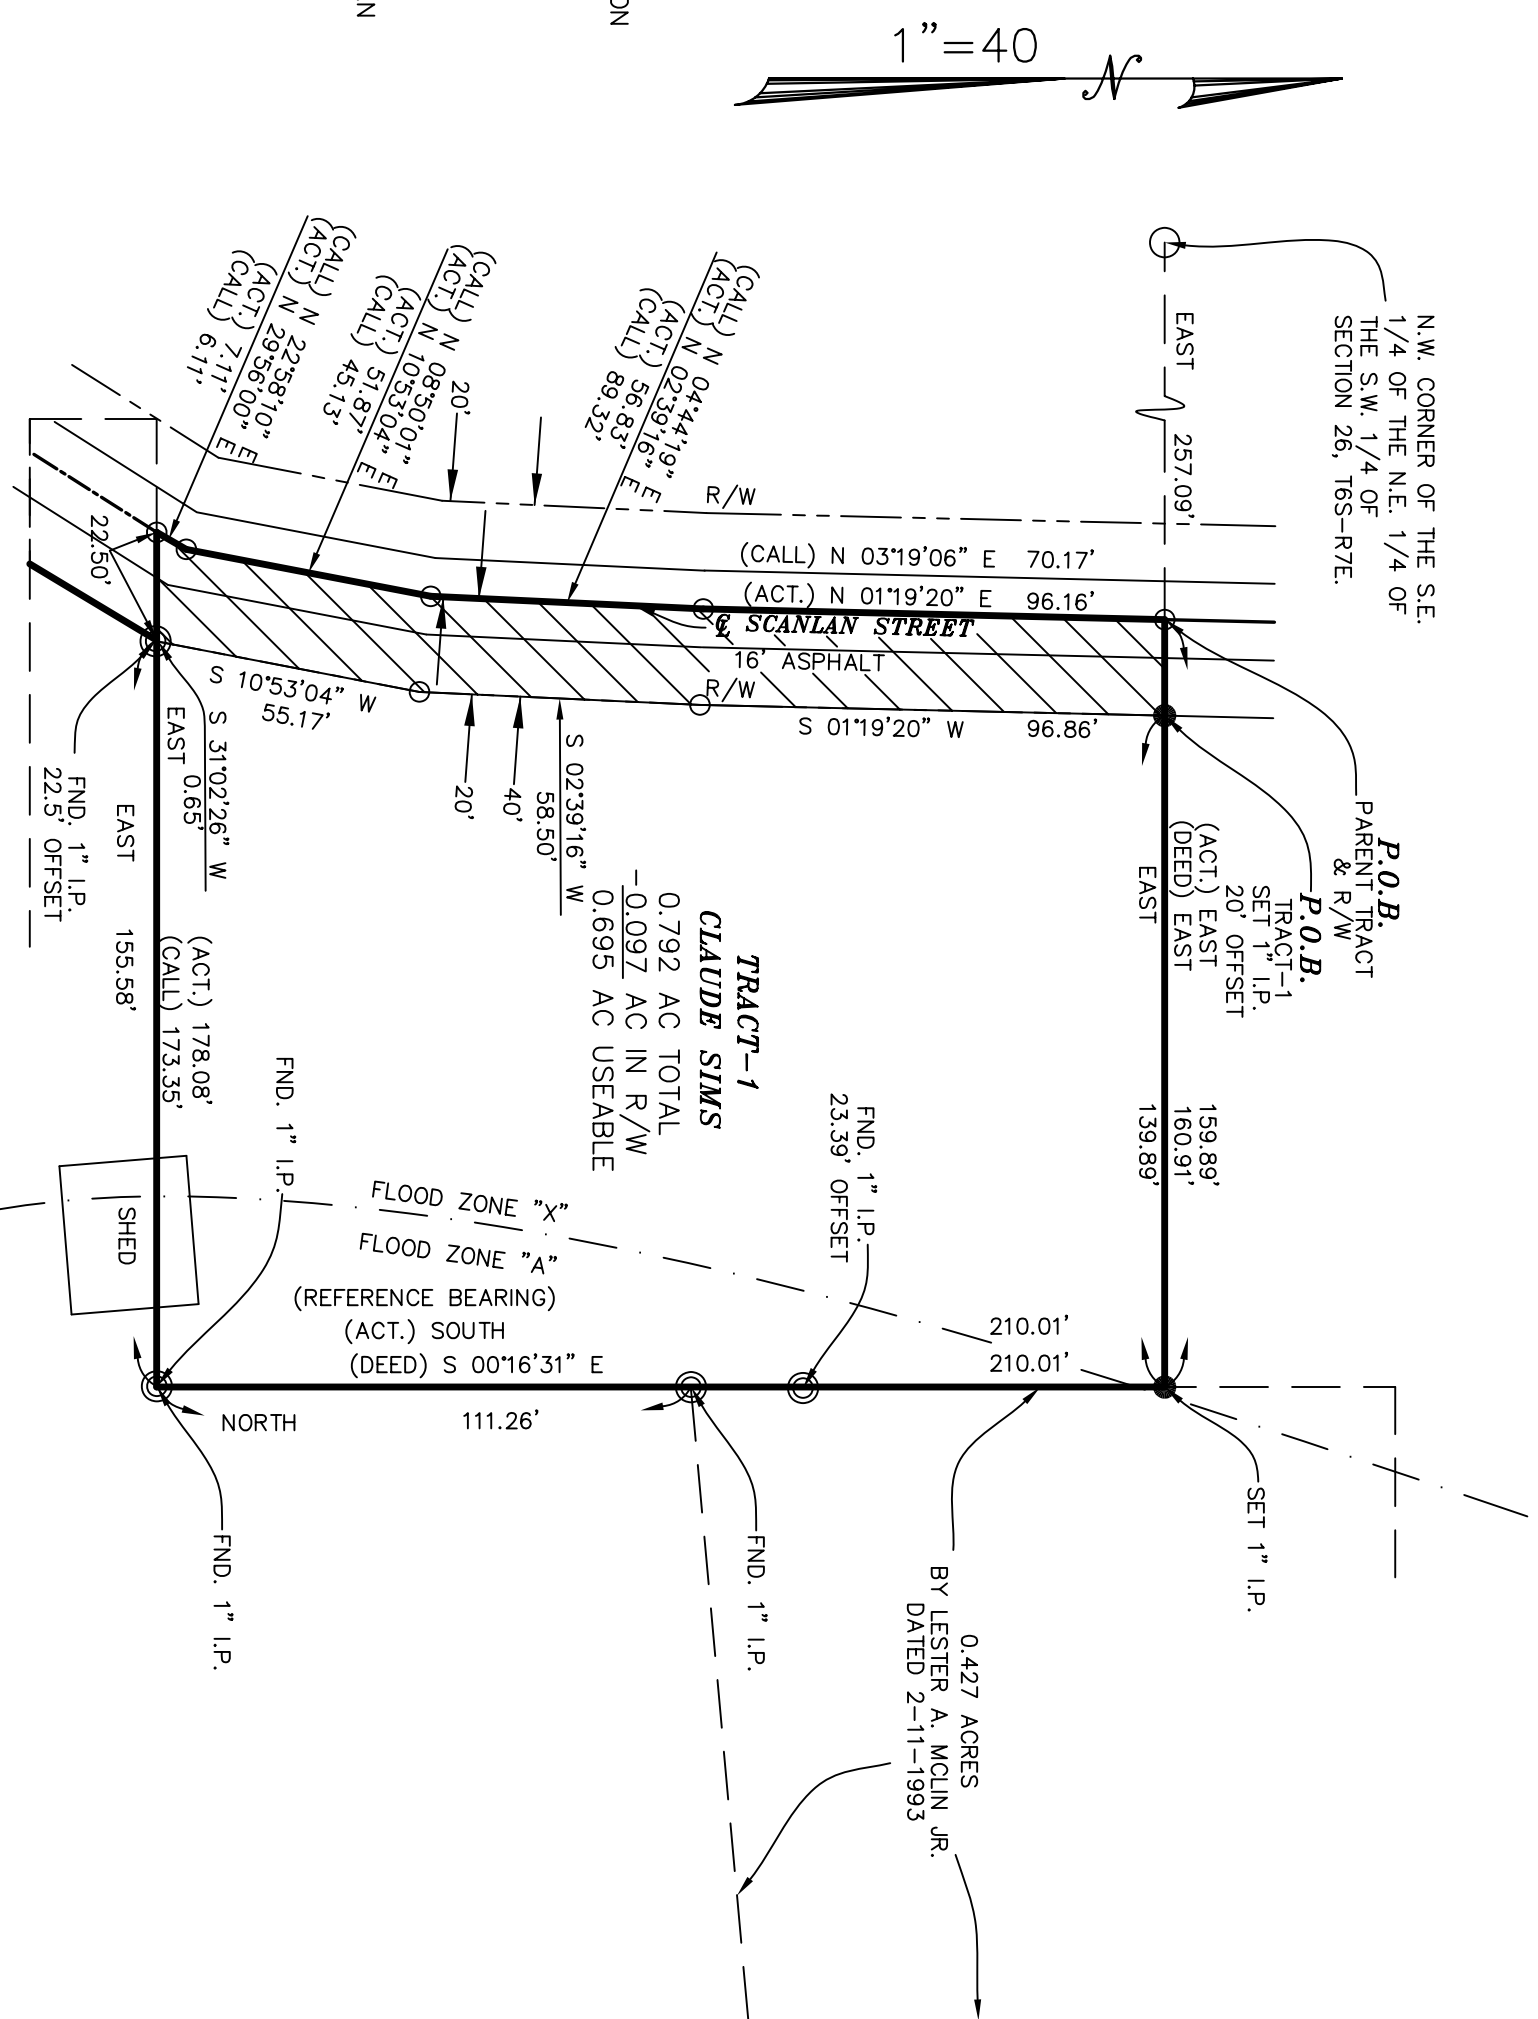 N
ON
1"=40
N
N.W. CORNER OF THE S.E.
1/4 OF THE N.E. 1/4 OF
THE S.W. 1/4 OF
SECTION 26, T6S-R7E.
EAST 257.09'
P.O.B.
PARENT TRACT
& R/W
P.O.B.
TRACT-1
SET 1" I.P.
20' OFFSET
(ACT.) EAST 159.89'
(DEED) EAST 160.91'
EAST 139.89'
R/W
(CALL) N 03°19'06" E 70.17'
(ACT.) N 01°19'20" E 96.16'
℄ SCANLAN STREET
16' ASPHALT
R/W
S 01°19'20" W 96.86'
(CALL) N 04°44'19" E
(ACT.) N 02°39'16" E
(ACT.) 56.83'
(CALL) 89.32'
20'
(CALL) N 08°50'01" E
(ACT.) N 10°53'04" E
(ACT.) 51.87'
(CALL) 45.13'
(CALL) N 22°58'10" E
(ACT.) N 29°56'00" E
(ACT.) 7.11'
(CALL) 6.11'
22.50'
S 10°53'04" W
55.17'
S 02°39'16" W
58.50'
40'
20'
S 31°02'26" W
0.65'
EAST
(ACT.) 178.08'
(CALL) 173.35'
EAST 155.58'
FND. 1" I.P.
22.5' OFFSET
TRACT-1
CLAUDE SIMS
0.792 AC TOTAL
-0.097 AC IN R/W
0.695 AC USEABLE
FND. 1" I.P.
23.39' OFFSET
FND. 1" I.P.
SHED
FLOOD ZONE "X"
FLOOD ZONE "A"
(REFERENCE BEARING)
(ACT.) SOUTH 210.01'
(DEED) S 00°16'31" E 210.01'
NORTH 111.26'
SET 1" I.P.
FND. 1" I.P.
FND. 1" I.P.
0.427 ACRES
BY LESTER A. MCLIN JR.
DATED 2-11-1993